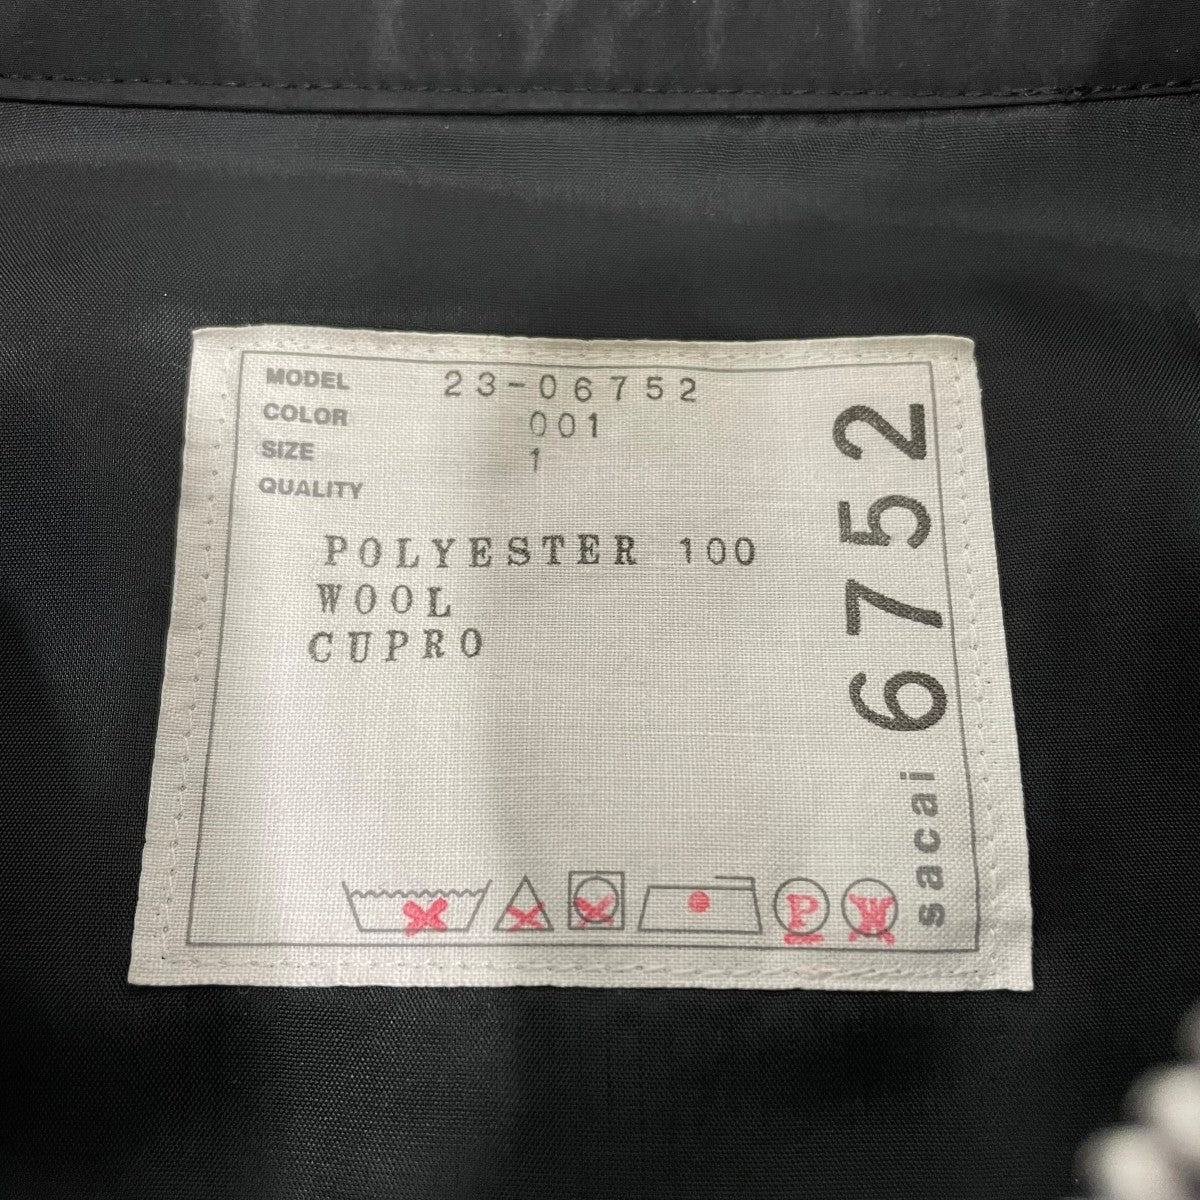 MODEL 23-06752
COLOR 001
SIZE 1
QUALITY
POLYESTER 100
WOOL
CUPRO
P W
sacai 6752